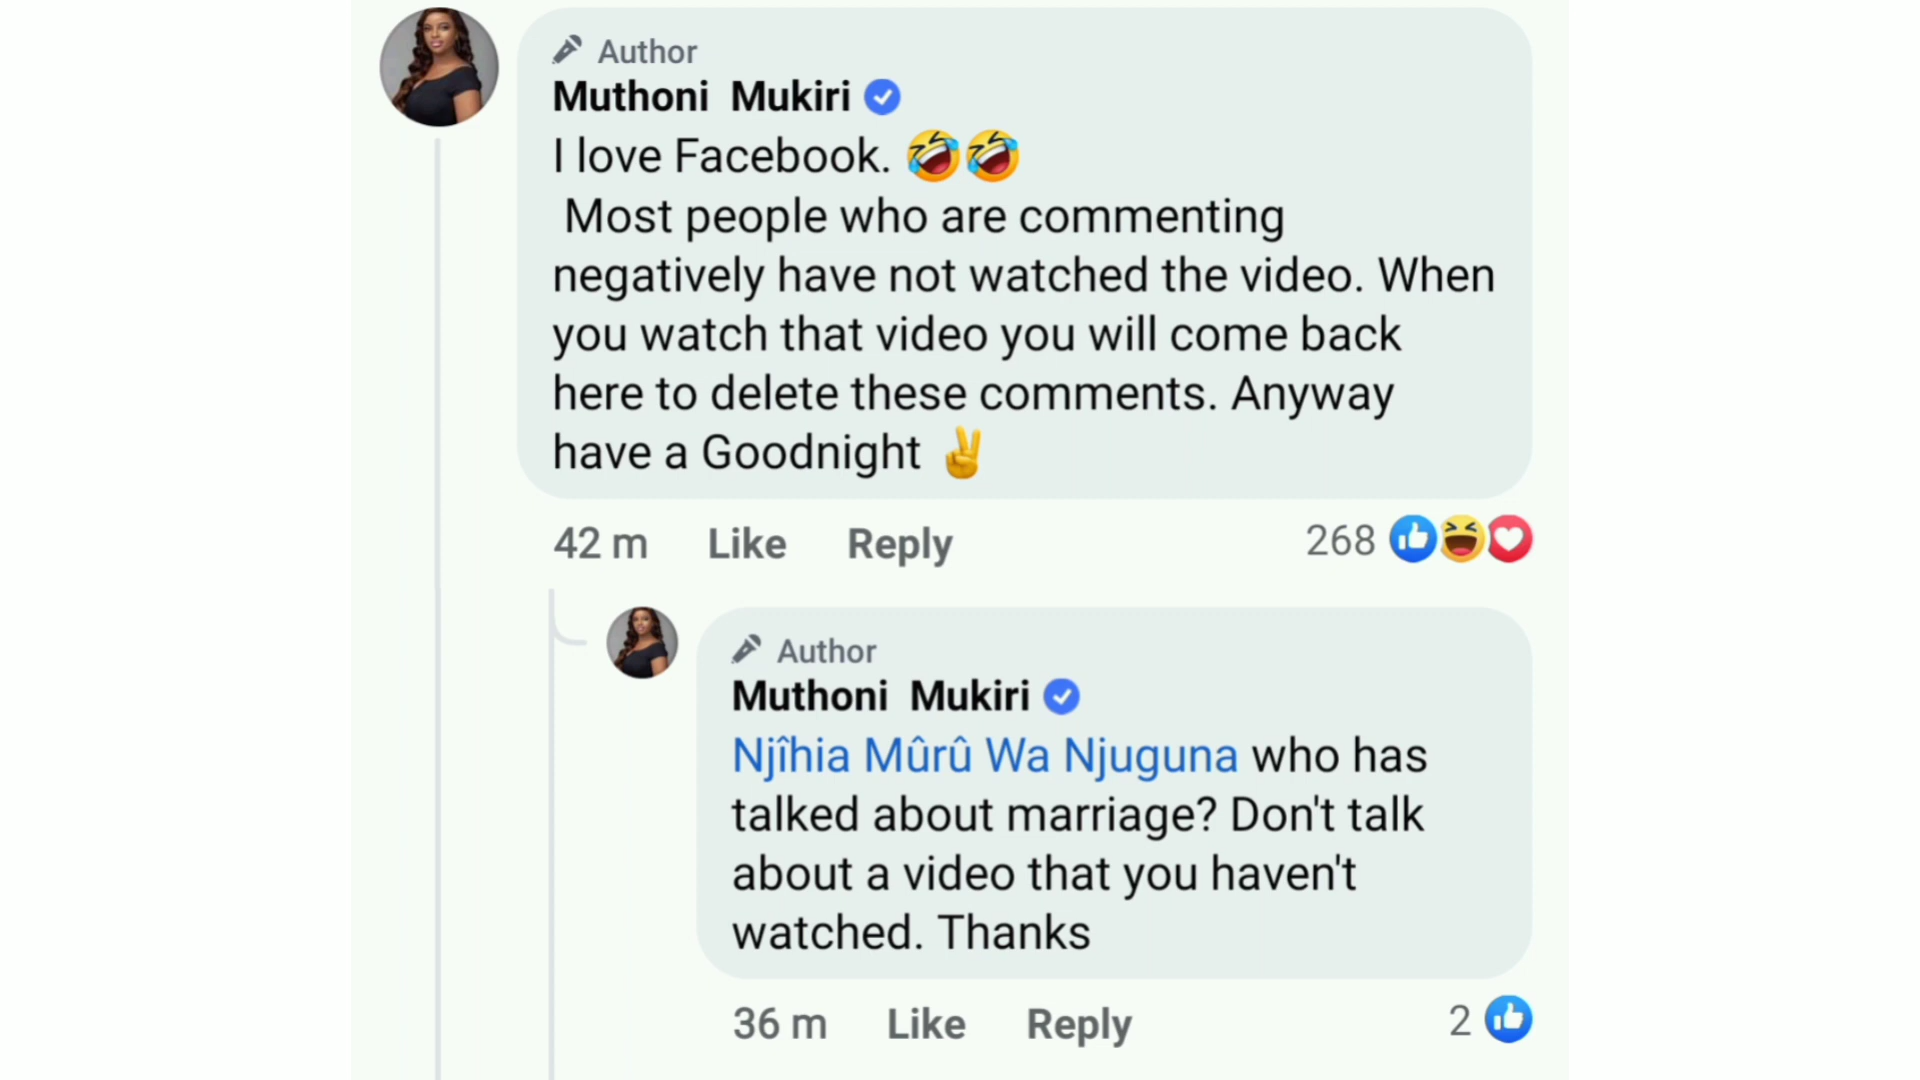 Author
Muthoni Mukiri
I love Facebook. 🤣🤣
Most people who are commenting
negatively have not watched the video. When
you watch that video you will come back
here to delete these comments. Anyway
have a Goodnight ✌
42 m Like Reply 268
Author
Muthoni Mukiri
Njîhia Mûrû Wa Njuguna who has
talked about marriage? Don't talk
about a video that you haven't
watched. Thanks
36 m Like Reply 2